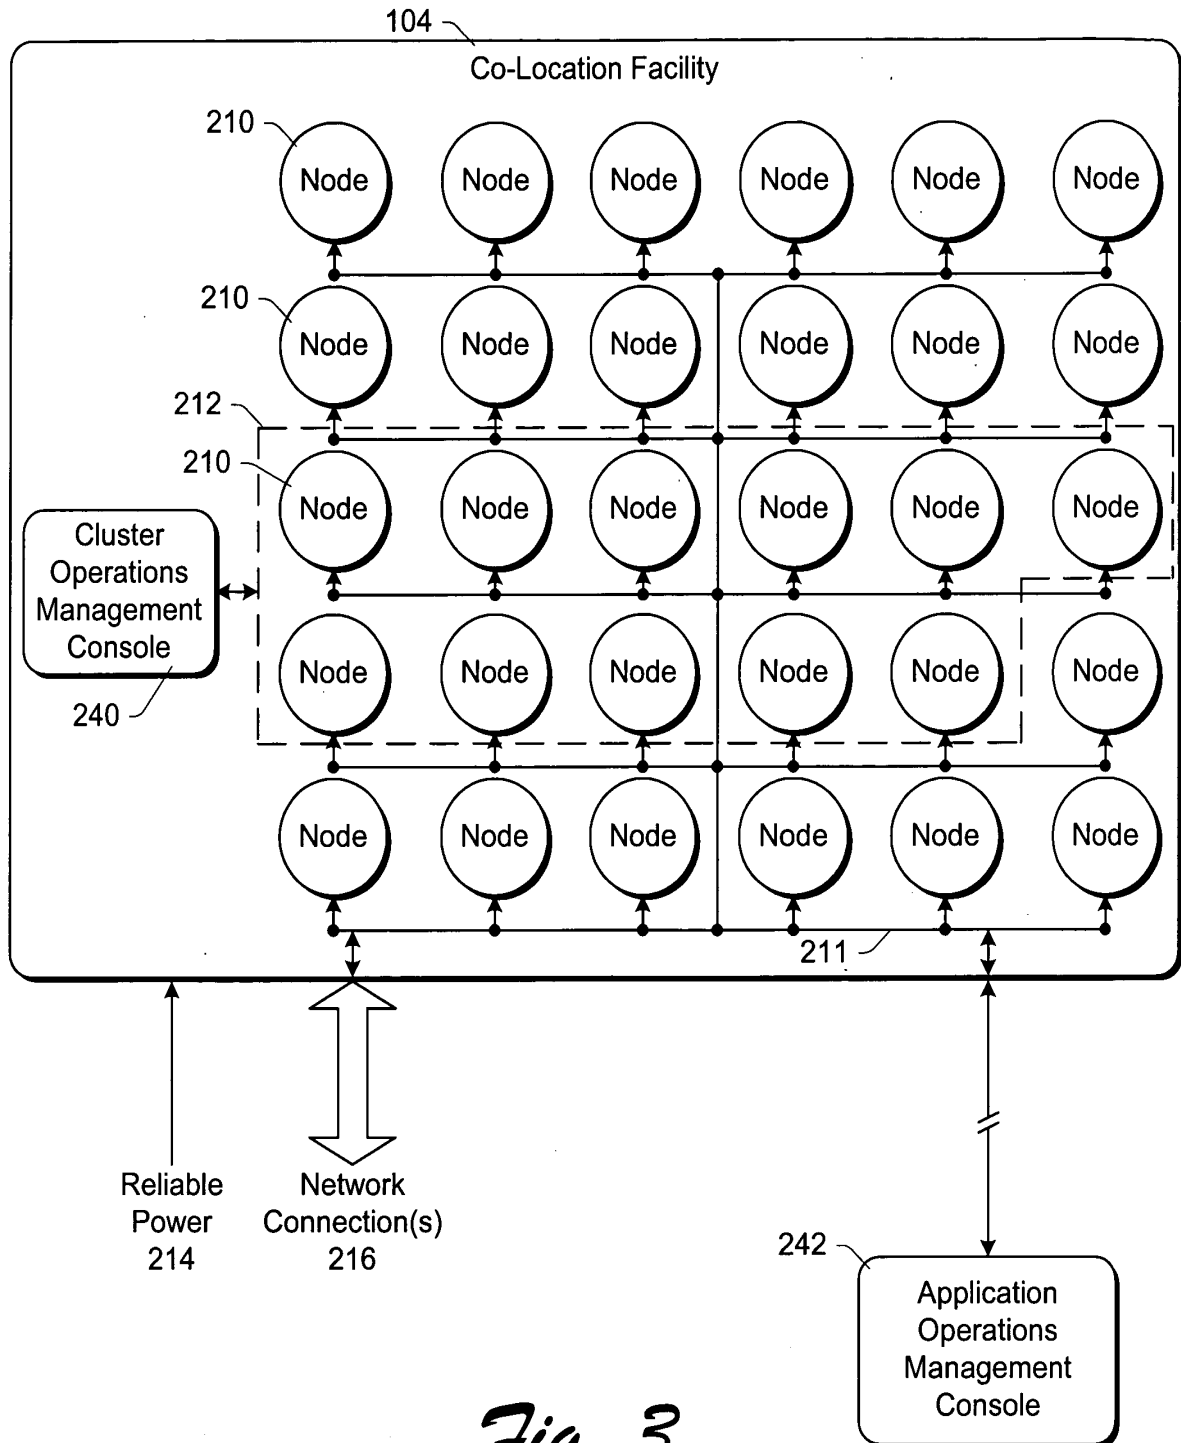 104
Co-Location Facility
210
Node Node Node Node Node Node
210
Node Node Node Node Node Node
212
210
Node Node Node Node Node Node
Cluster
Operations
Management
Console
240
Node Node Node Node Node Node
Node Node Node Node Node Node
211
Reliable
Power
214
Network
Connection(s)
216
242
Application
Operations
Management
Console
Fig. 3